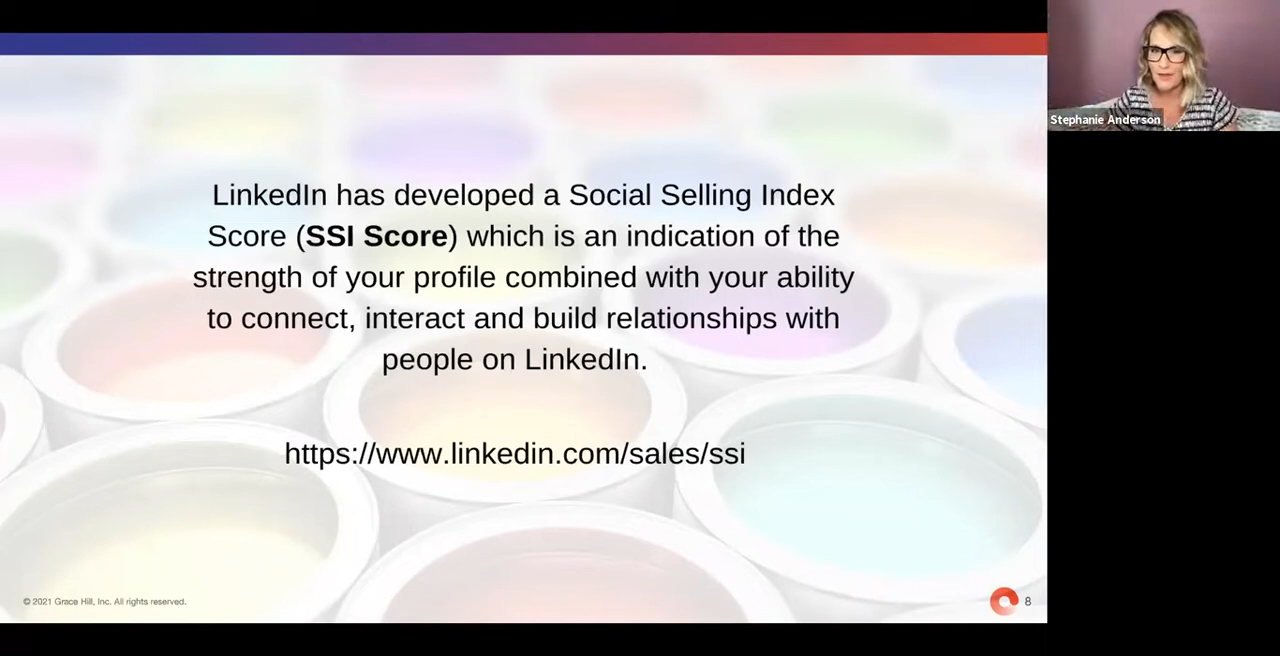 LinkedIn has developed a Social Selling Index
Score (SSI Score) which is an indication of the
strength of your profile combined with your ability
to connect, interact and build relationships with
people on LinkedIn.
https://www.linkedin.com/sales/ssi
© 2021 Grace Hill, Inc. All rights reserved.
8
Stephanie Anderson